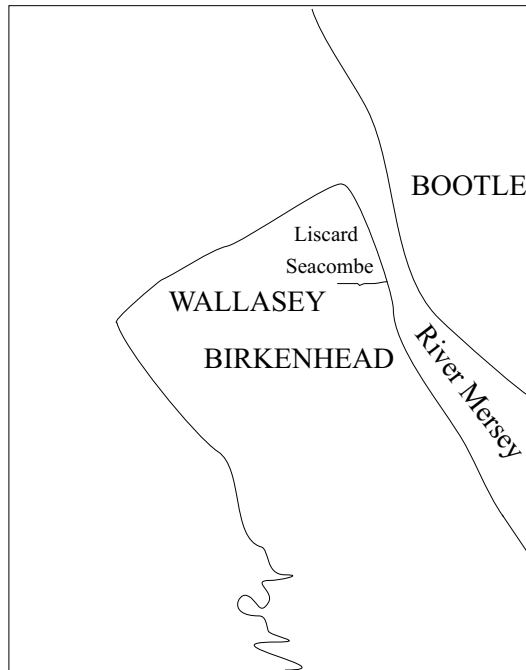 BOOTLE
Liscard
Seacombe
WALLASEY
BIRKENHEAD
River Mersey